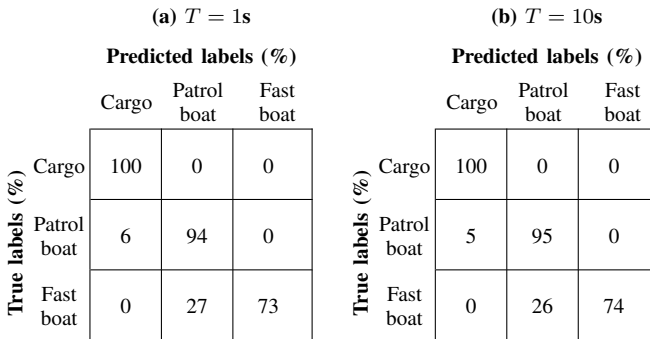 (a) T = 1s
Predicted labels (%)
Cargo Patrol boat Fast boat
True labels (%)
Cargo 100 0 0
Patrol boat 6 94 0
Fast boat 0 27 73
(b) T = 10s
Predicted labels (%)
Cargo Patrol boat Fast boat
True labels (%)
Cargo 100 0 0
Patrol boat 5 95 0
Fast boat 0 26 74